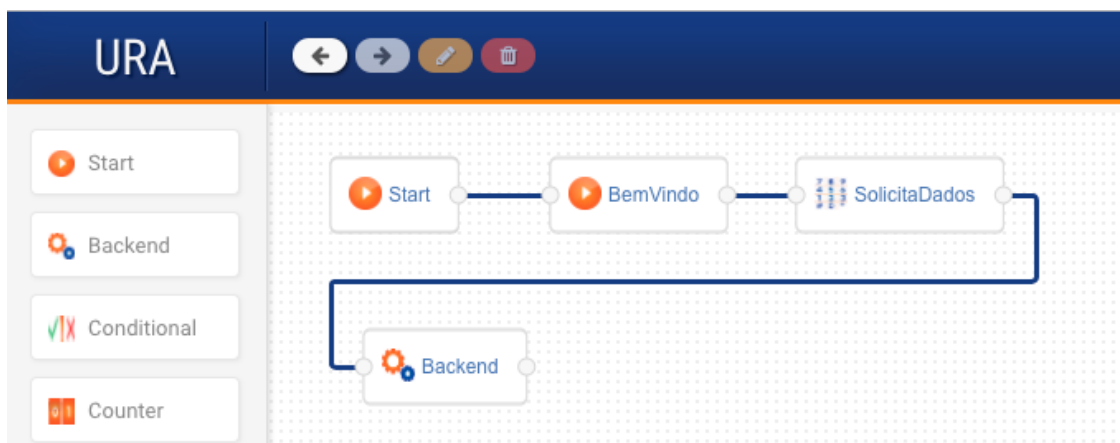 URA
Start
Backend
Conditional
Counter
Start
BemVindo
SolicitaDados
Backend